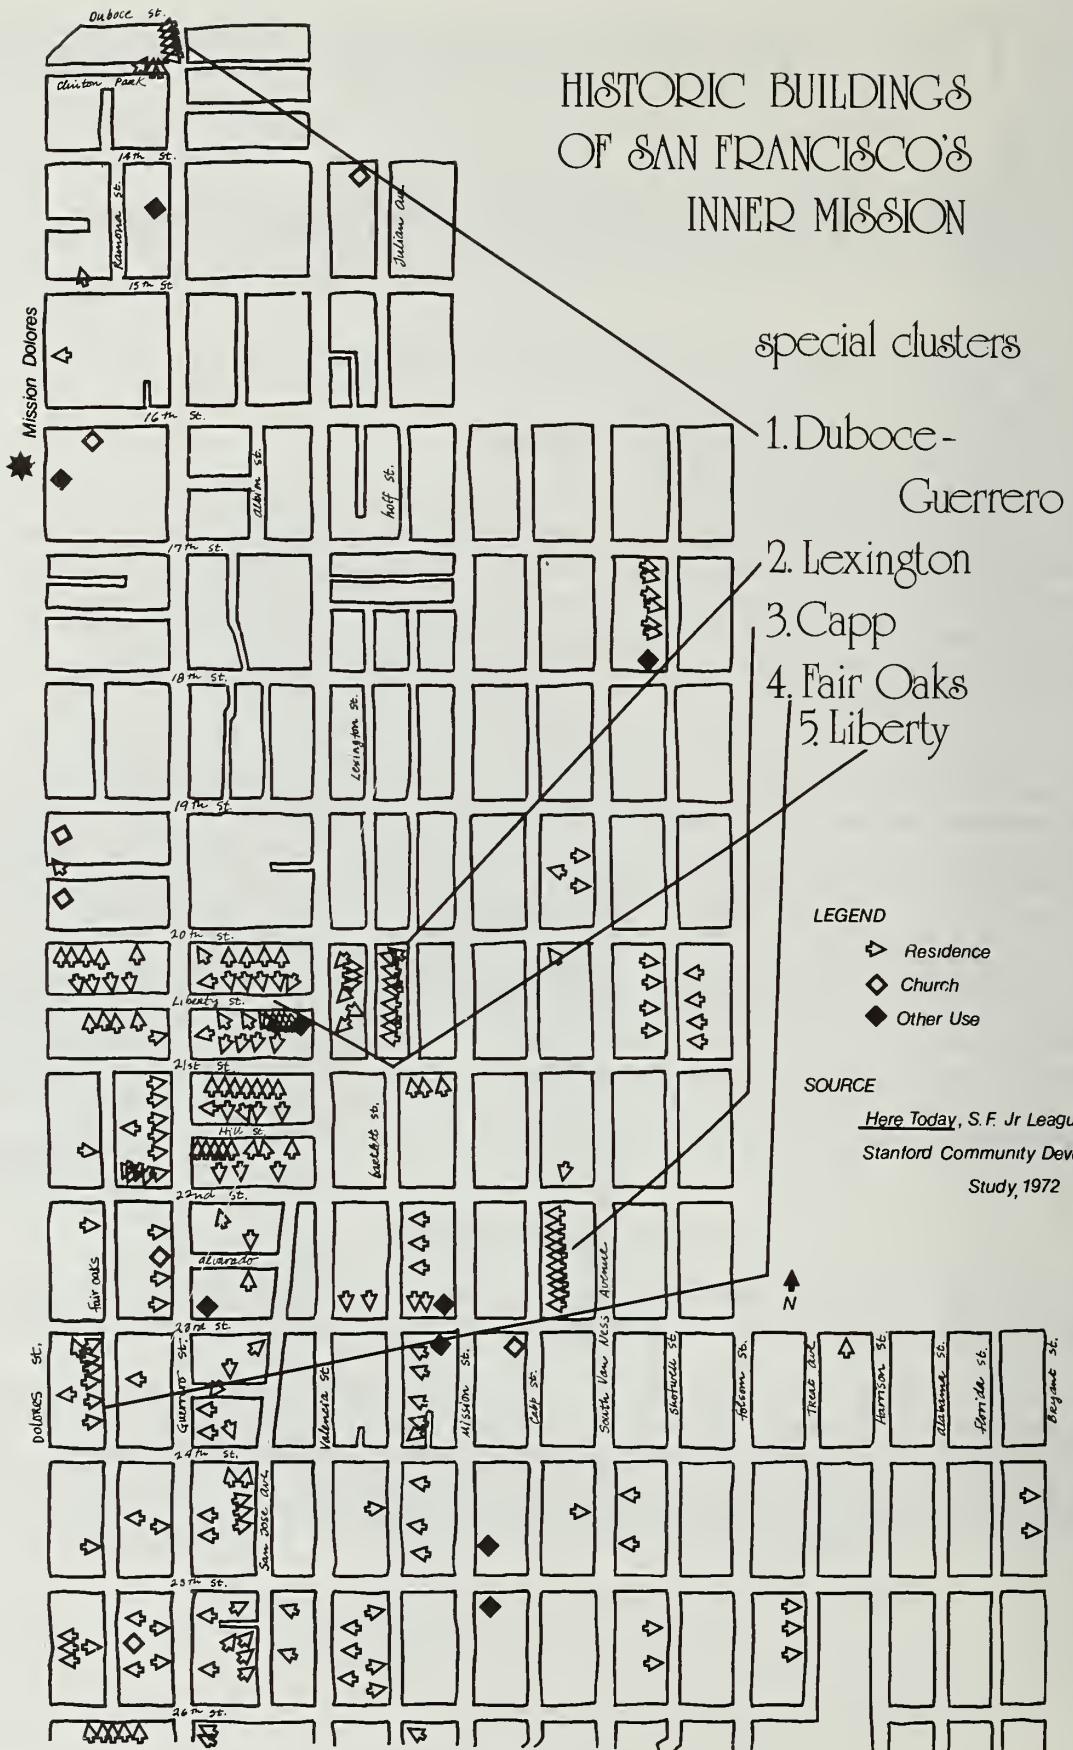 Duboce St.
HISTORIC BUILDINGS
OF SAN FRANCISCO'S
INNER MISSION
Clinton Park
14th St.
Ramona St.
Julian Ave
15th St
Mission Dolores
special clusters
16th St.
1. Duboce-
Guerrero
Albion St.
Hoff St.
17th St.
2. Lexington
3. Capp
4. Fair Oaks
5. Liberty
18th St.
Lexington St.
19th St.
LEGEND
Residence
Church
Other Use
20th St.
Liberty St.
21st St.
SOURCE
Here Today, S.F. Jr Leagu
Stanford Community Deve
Study, 1972
Hill St.
Bartlett St.
22nd St.
Fair Oaks
Alvarado
South Van Ness Avenue
N
23rd St.
Dolores St.
Guerrero St.
Valencia St
Mission St.
Capp St.
Shotwell St.
Folsom St.
Treat Ave
Harrison St.
Alabama St.
Florida St.
Bryant St.
24th St.
San Jose Ave.
25th St.
26th St.